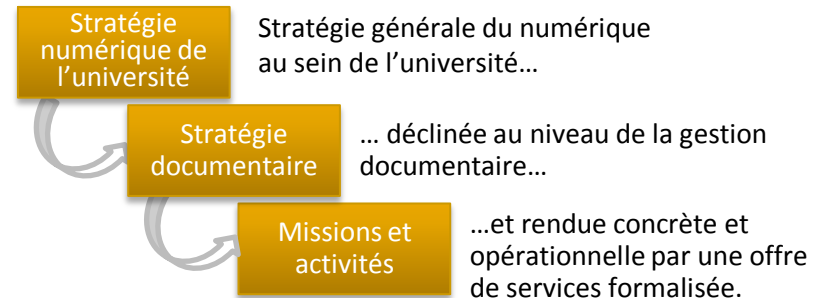 Stratégie
numérique de
l’université
Stratégie générale du numérique
au sein de l’université…
Stratégie
documentaire
… déclinée au niveau de la gestion
documentaire…
Missions et
activités
…et rendue concrète et
opérationnelle par une offre
de services formalisée.